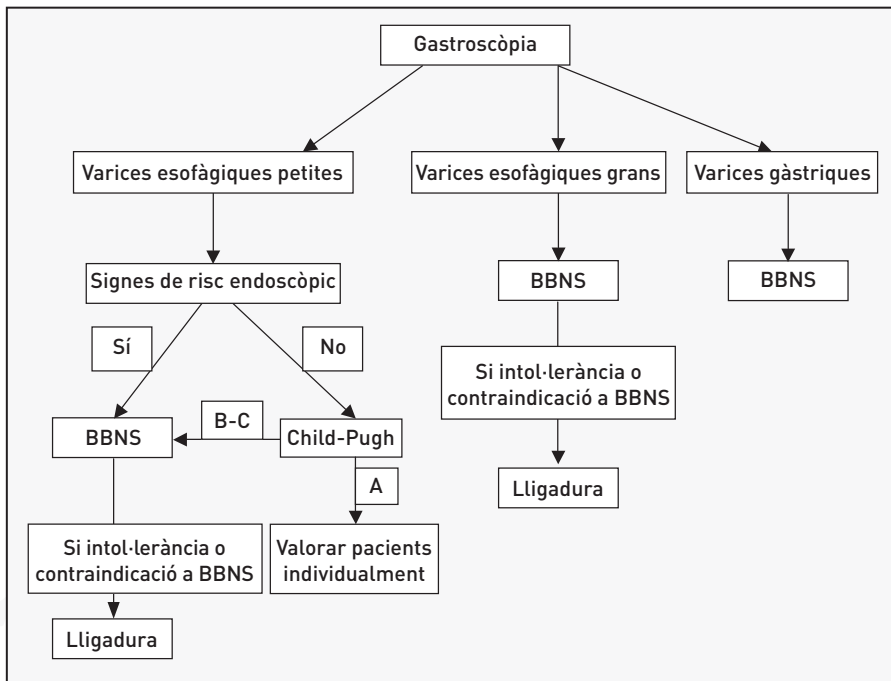 Gastroscòpia
Varices esofàgiques petites
Varices esofàgiques grans
Varices gàstriques
Signes de risc endoscòpic
BBNS
BBNS
Sí
No
Si intol·lerància o
contraindicació a BBNS
BBNS
B-C
Child-Pugh
A
Lligadura
Si intol·lerància o
contraindicació a BBNS
Valorar pacients
individualment
Lligadura